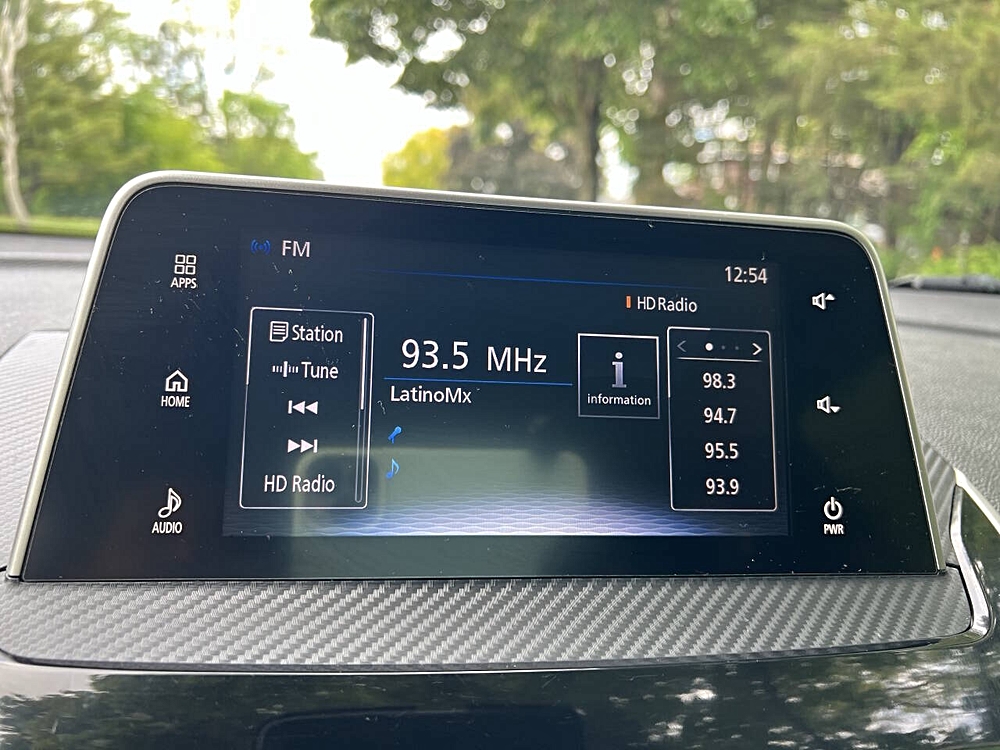 FM
12:54
APPS
HD Radio
Station
Tune
93.5 MHz
LatinoMx
information
98.3
94.7
95.5
93.9
HOME
HD Radio
AUDIO
PWR